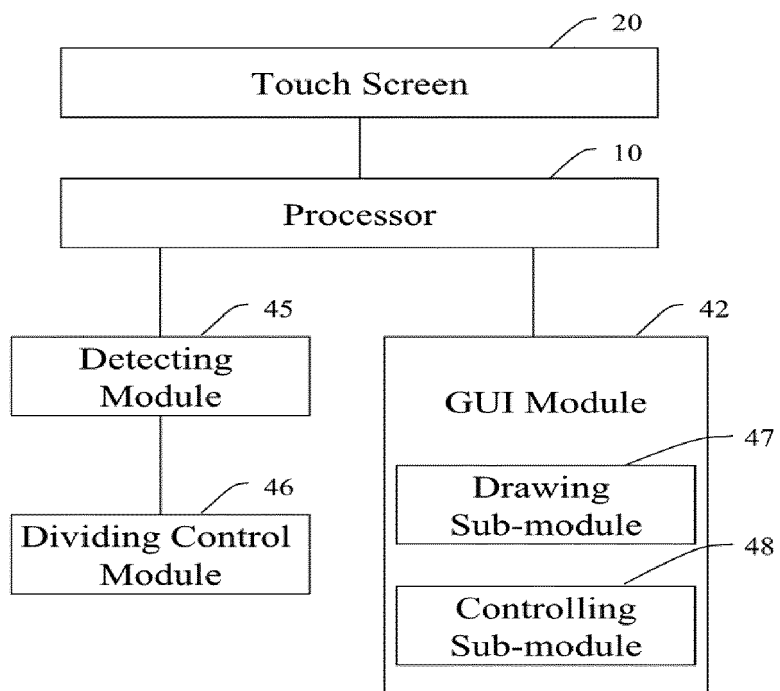 20
Touch Screen
10
Processor
45
Detecting
Module
46
Dividing Control
Module
42
GUI Module
47
Drawing
Sub-module
48
Controlling
Sub-module